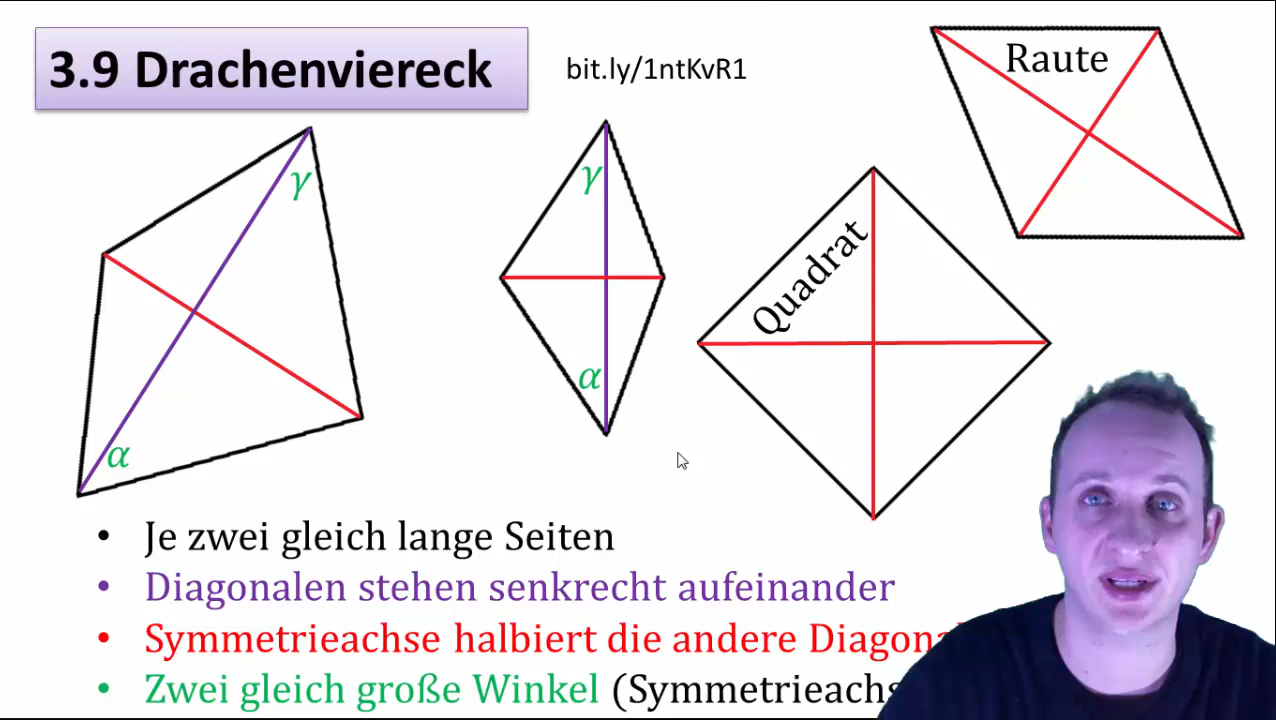 3.9 Drachenviereck
bit.ly/1ntKvR1
Raute
γ
γ
Quadrat
α
α
• Je zwei gleich lange Seiten
• Diagonalen stehen senkrecht aufeinander
• Symmetrieachse halbiert die andere
• Zwei gleich große Winkel